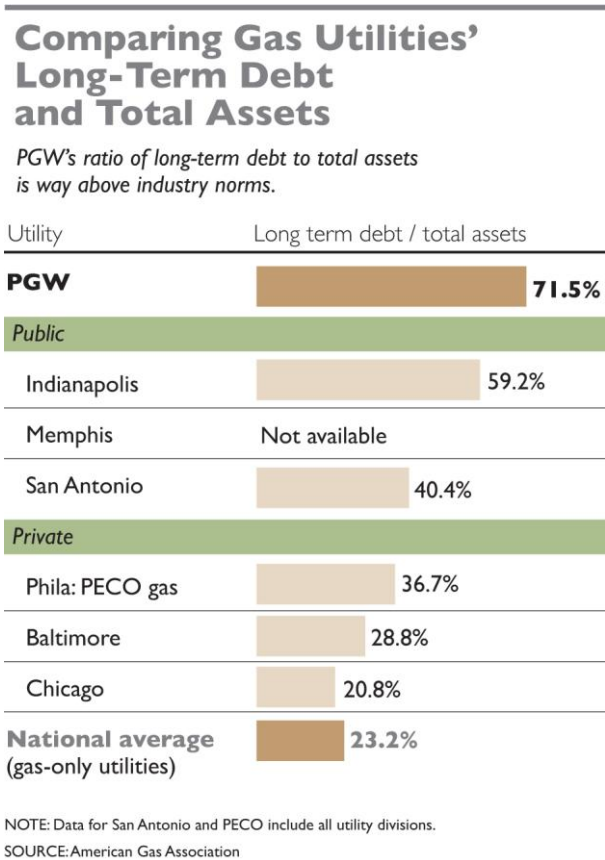 Comparing Gas Utilities’
Long-Term Debt
and Total Assets
PGW’s ratio of long-term debt to total assets
is way above industry norms.
Utility Long term debt / total assets
PGW 71.5%
Public
Indianapolis 59.2%
Memphis Not available
San Antonio 40.4%
Private
Phila: PECO gas 36.7%
Baltimore 28.8%
Chicago 20.8%
National average 23.2%
(gas-only utilities)
NOTE: Data for San Antonio and PECO include all utility divisions.
SOURCE: American Gas Association